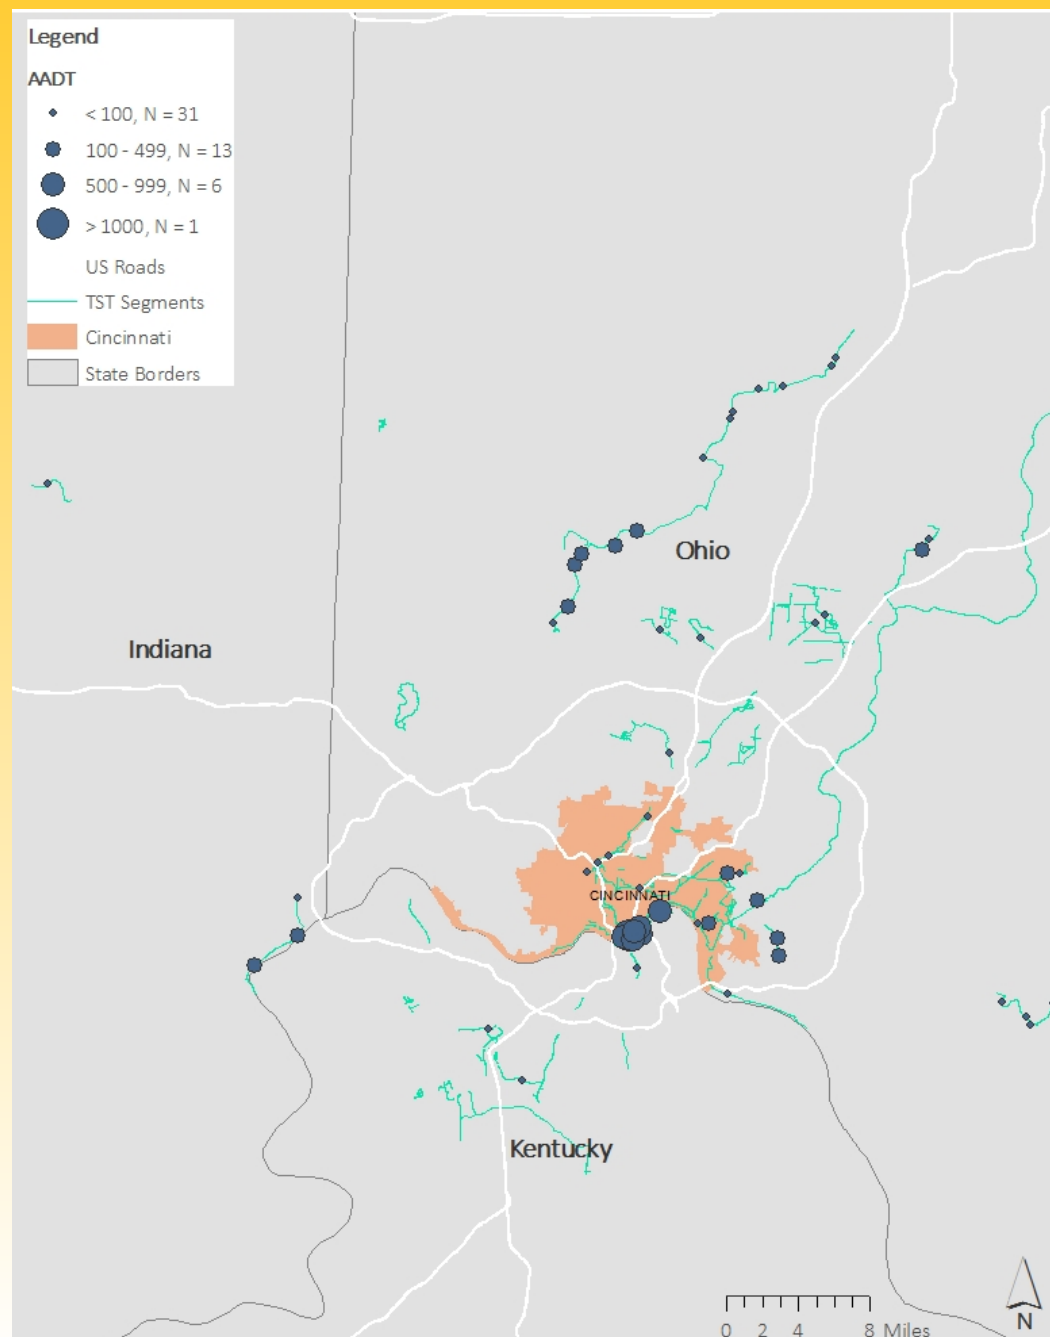 Legend
AADT
< 100, N = 31
100 - 499, N = 13
500 - 999, N = 6
> 1000, N = 1
US Roads
TST Segments
Cincinnati
State Borders
Ohio
Indiana
CINCINNATI
Kentucky
0 2 4 8 Miles
N